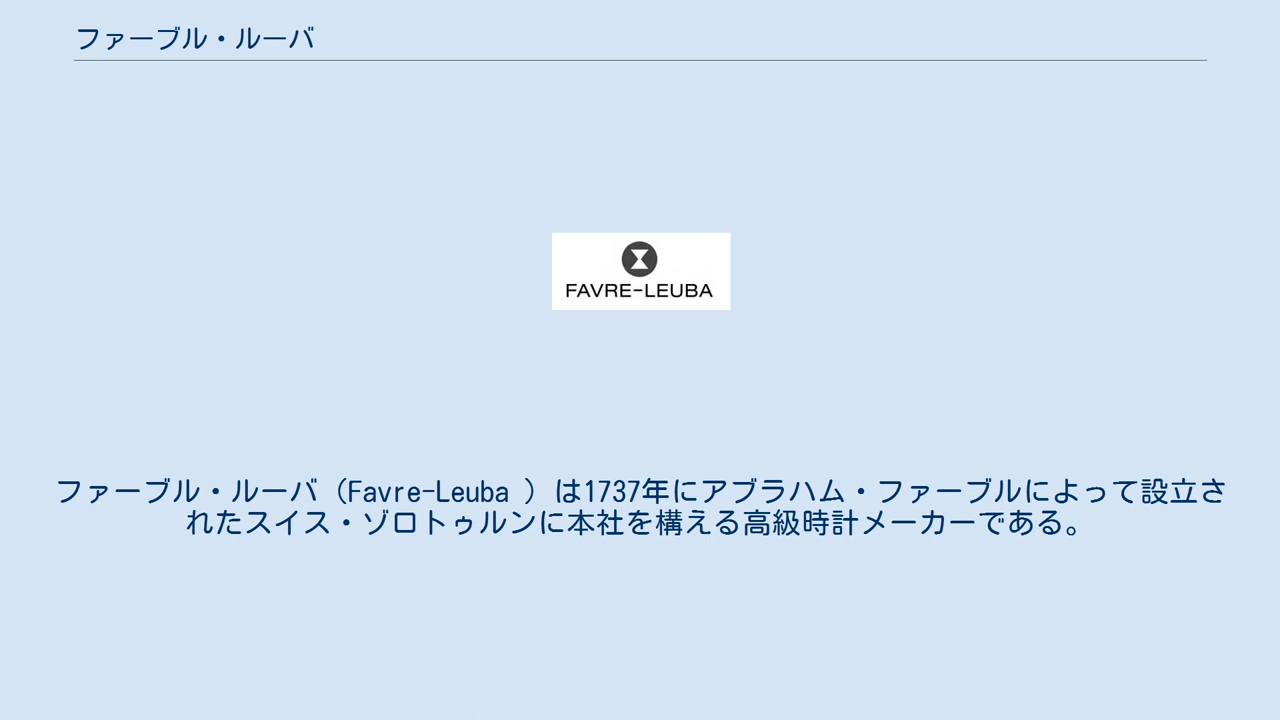 ファーブル・ルーバ
FAVRE-LEUBA
ファーブル・ルーバ（Favre-Leuba ）は1737年にアブラハム・ファーブルによって設立さ
れたスイス・ゾロトゥルンに本社を構える高級時計メーカーである。